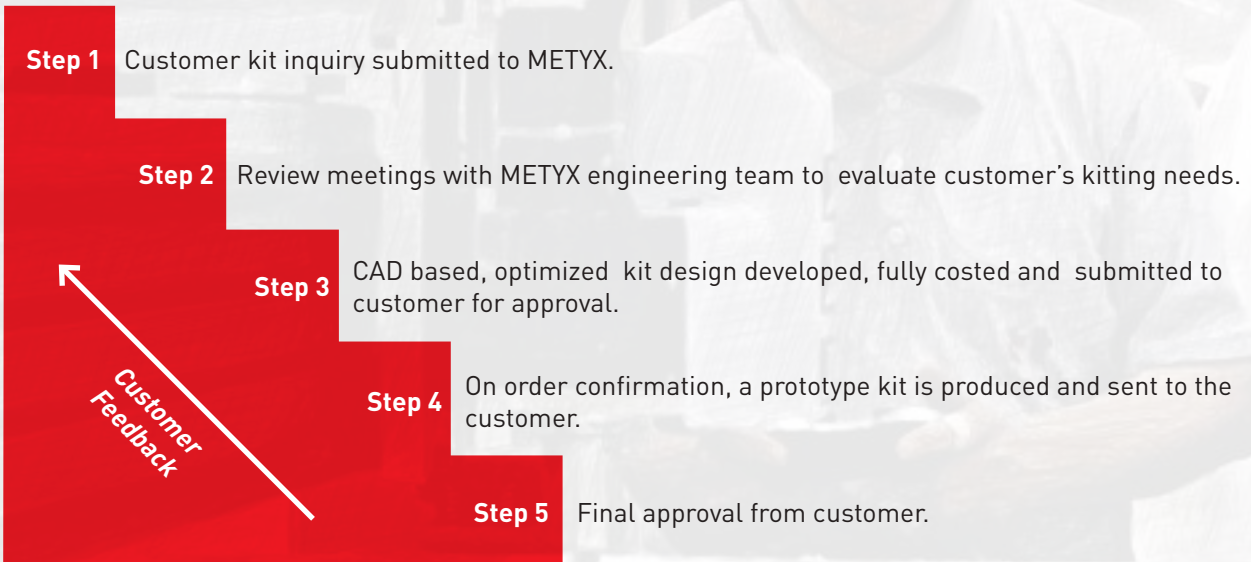 Step 1 Customer kit inquiry submitted to METYX.
Step 2 Review meetings with METYX engineering team to evaluate customer's kitting needs.
Step 3 CAD based, optimized kit design developed, fully costed and submitted to
customer for approval.
Step 4 On order confirmation, a prototype kit is produced and sent to the
customer.
Step 5 Final approval from customer.
Customer
Feedback